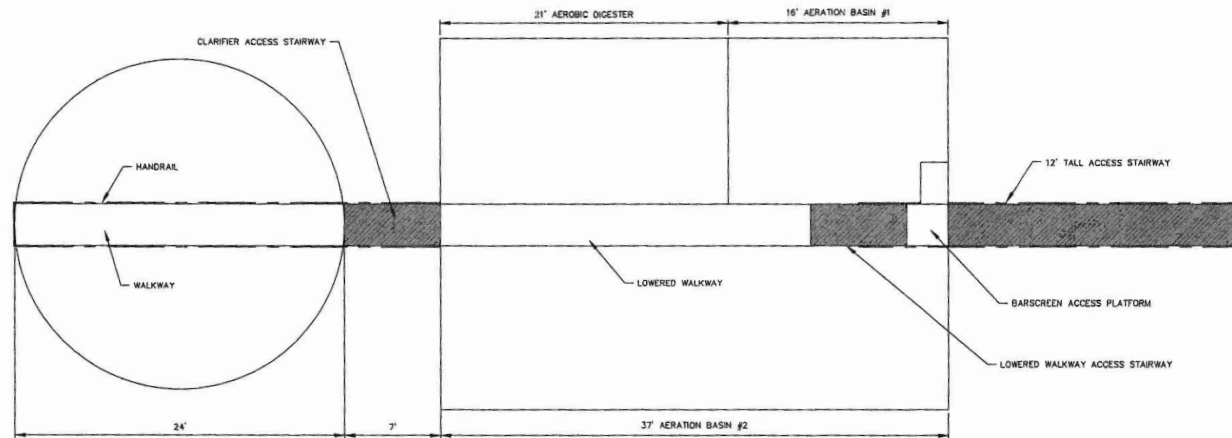 21' AEROBIC DIGESTER
16' AERATION BASIN #1
CLARIFIER ACCESS STAIRWAY
HANDRAIL
12' TALL ACCESS STAIRWAY
WALKWAY
LOWERED WALKWAY
BARSCREEN ACCESS PLATFORM
LOWERED WALKWAY ACCESS STAIRWAY
24'
7'
37' AERATION BASIN #2